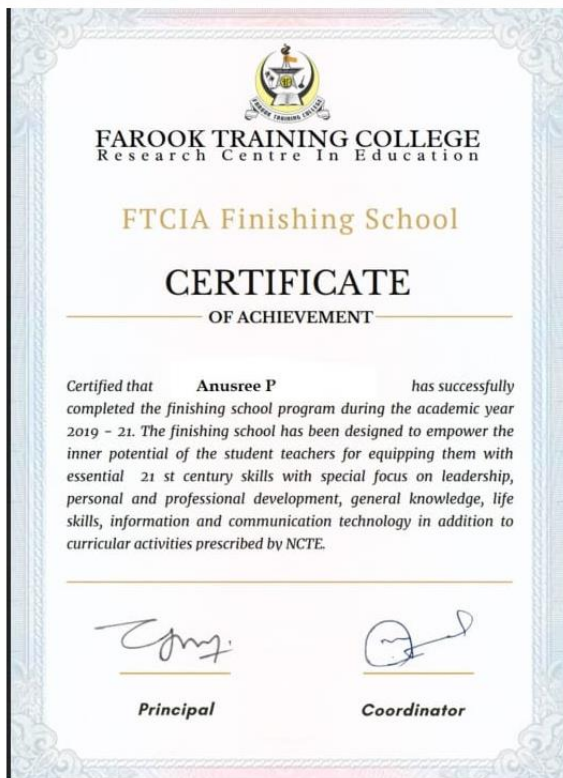 FAROOK TRAINING COLLEGE
FAROOK TRAINING COLLEGE
Research Centre In Education
FTCIA Finishing School
CERTIFICATE
OF ACHIEVEMENT
Certified that Anusree P has successfully
completed the finishing school program during the academic year
2019 - 21. The finishing school has been designed to empower the
inner potential of the student teachers for equipping them with
essential 21 st century skills with special focus on leadership,
personal and professional development, general knowledge, life
skills, information and communication technology in addition to
curricular activities prescribed by NCTE.
Principal
Coordinator